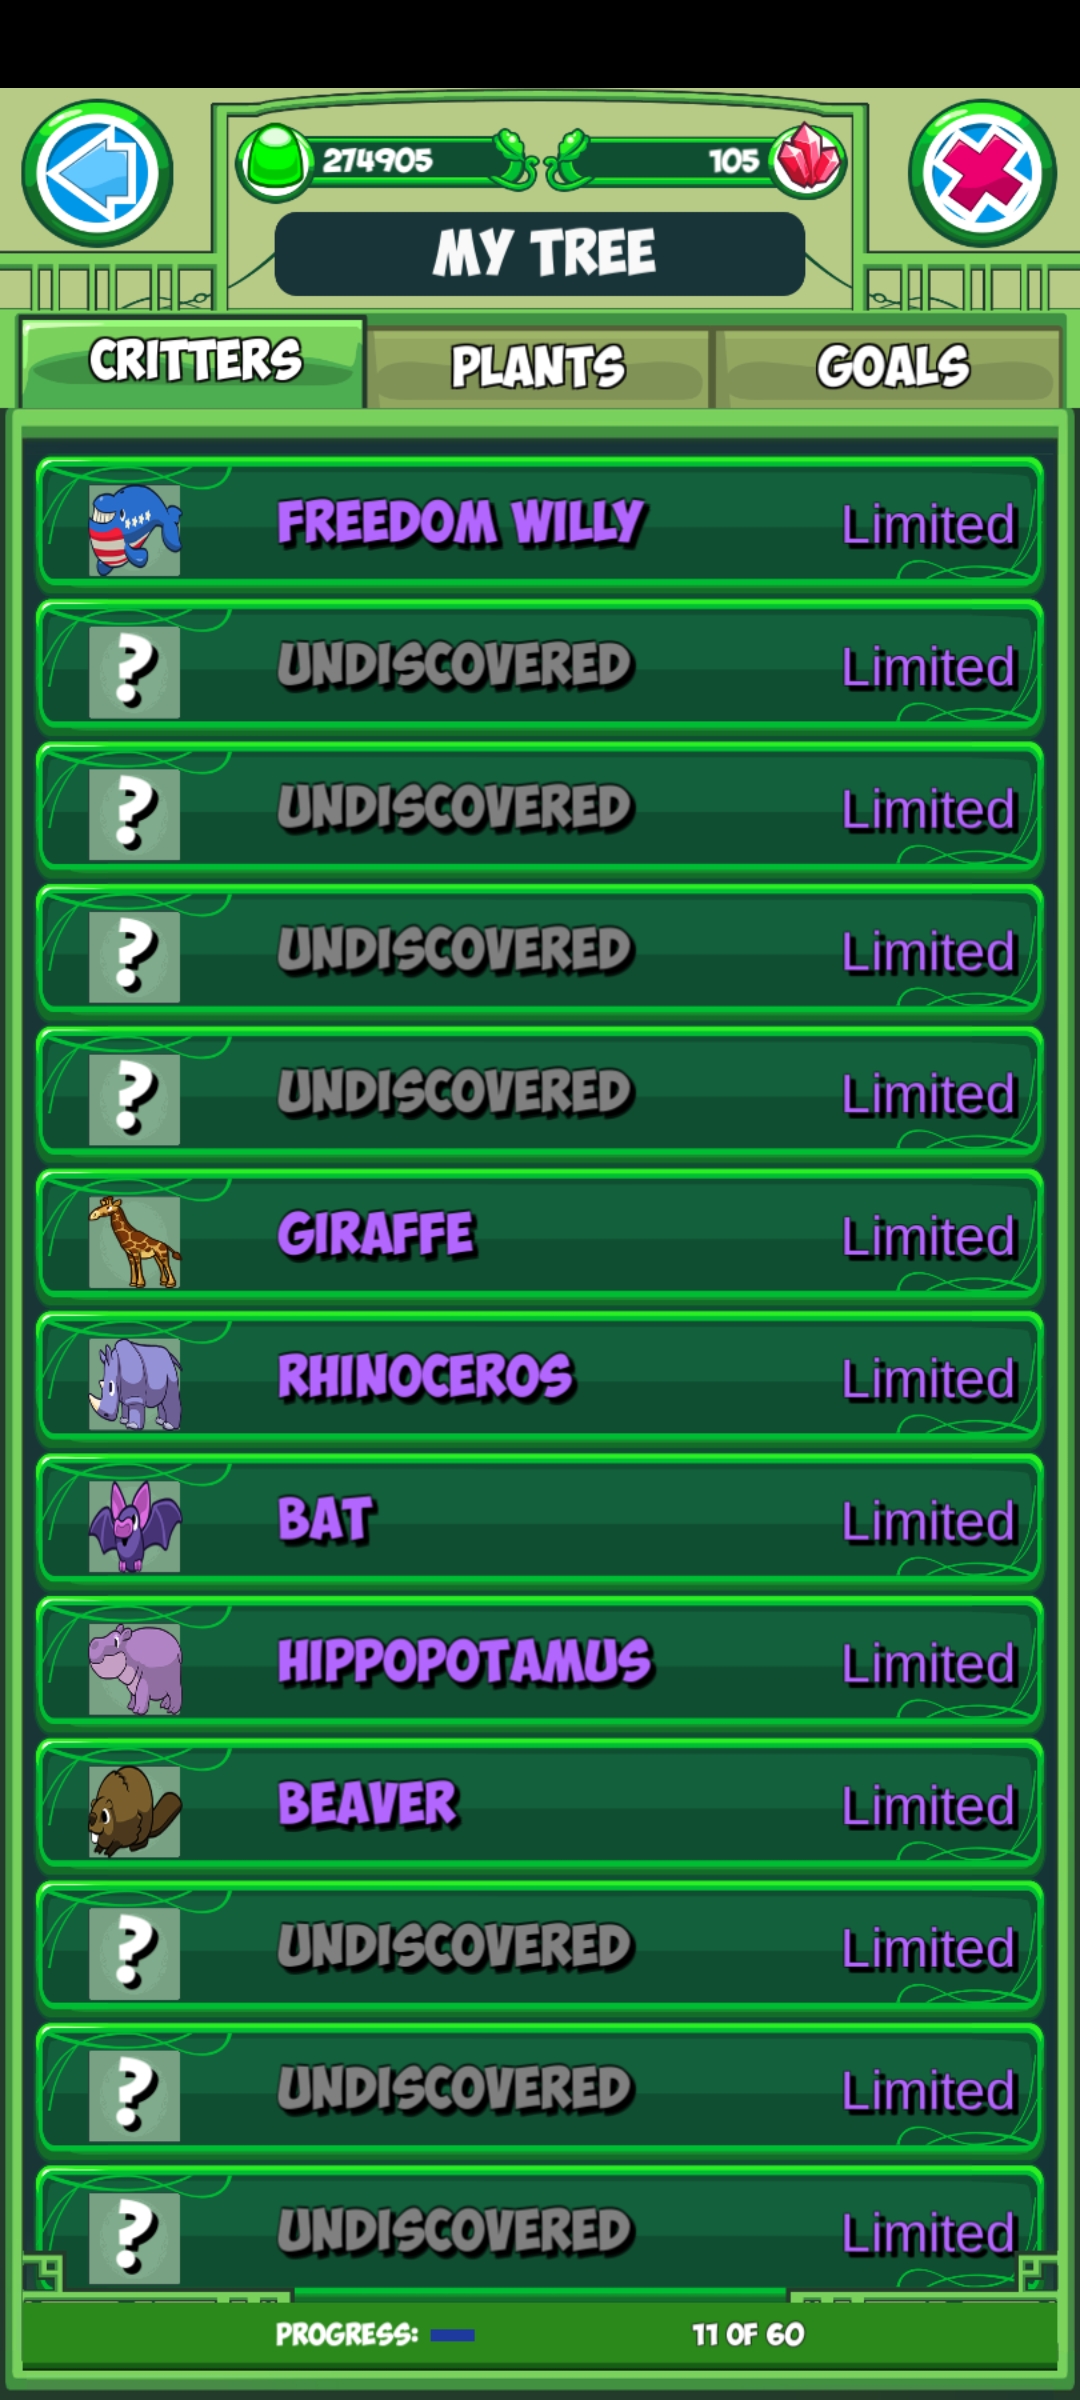 274905 105
MY TREE
CRITTERS PLANTS GOALS
FREEDOM WILLY Limited
? UNDISCOVERED Limited
? UNDISCOVERED Limited
? UNDISCOVERED Limited
? UNDISCOVERED Limited
GIRAFFE Limited
RHINOCEROS Limited
BAT Limited
HIPPOPOTAMUS Limited
BEAVER Limited
? UNDISCOVERED Limited
? UNDISCOVERED Limited
? UNDISCOVERED Limited
PROGRESS: 11 OF 60